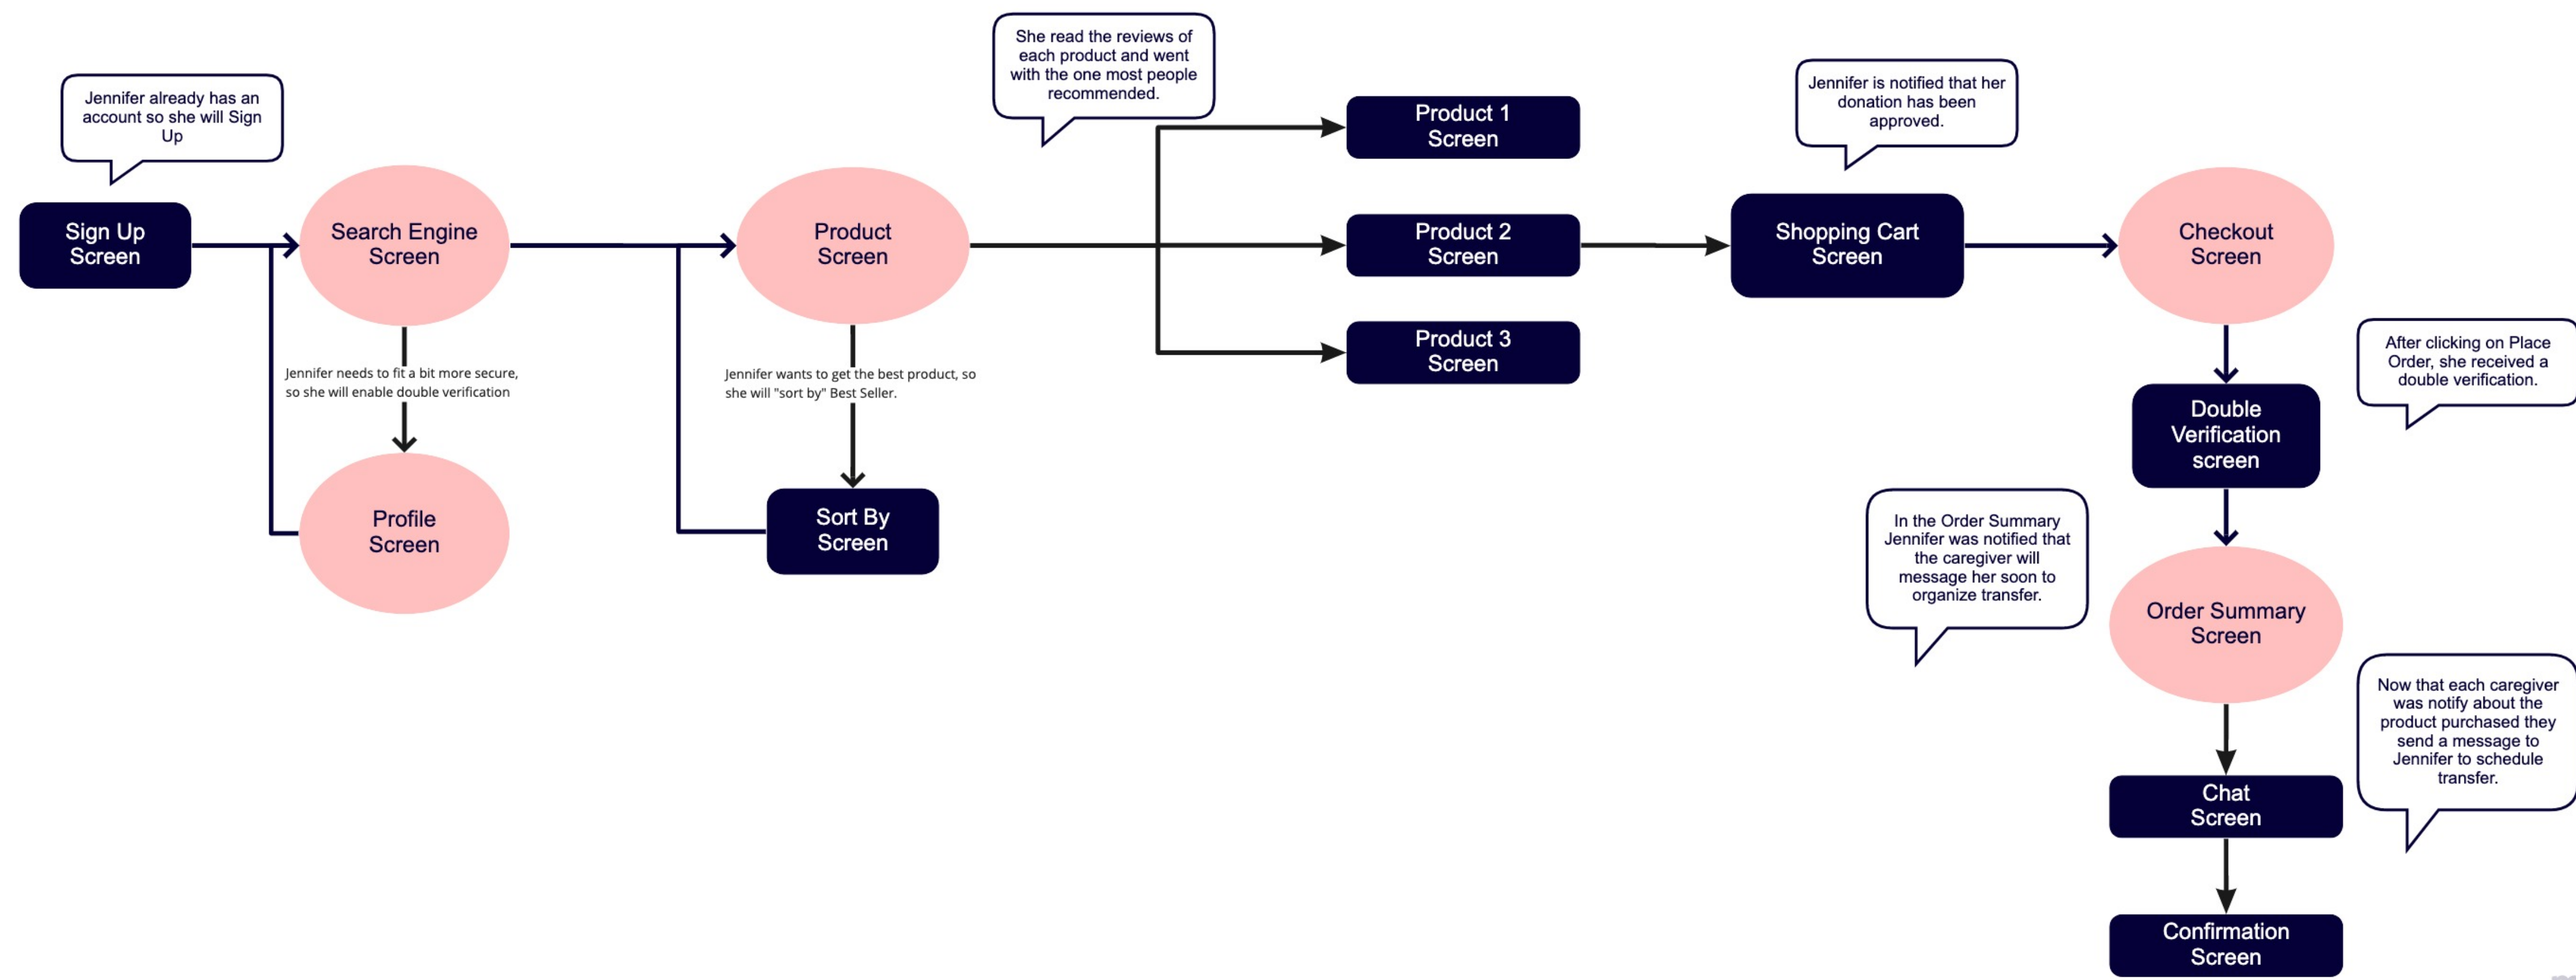 Jennifer already has an
account so she will Sign
Up
Sign Up
Screen
Search Engine
Screen
Jennifer needs to fit a bit more secure,
so she will enable double verification
Profile
Screen
Product
Screen
Jennifer wants to get the best product, so
she will "sort by" Best Seller.
Sort By
Screen
She read the reviews of
each product and went
with the one most people
recommended.
Product 1
Screen
Product 2
Screen
Product 3
Screen
Jennifer is notified that her
donation has been
approved.
Shopping Cart
Screen
Checkout
Screen
After clicking on Place
Order, she received a
double verification.
Double
Verification
screen
In the Order Summary
Jennifer was notified that
the caregiver will
message her soon to
organize transfer.
Order Summary
Screen
Now that each caregiver
was notify about the
product purchased they
send a message to
Jennifer to schedule
transfer.
Chat
Screen
Confirmation
Screen